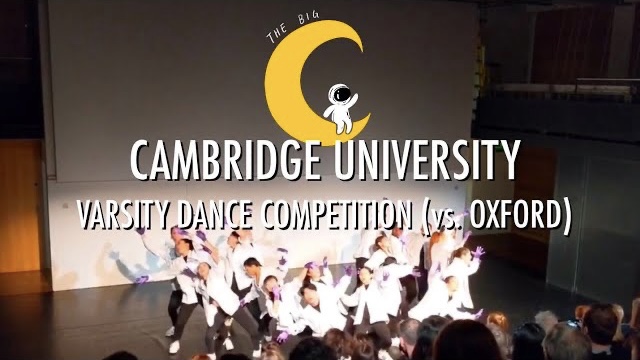 THE BIG
CAMBRIDGE UNIVERSITY
VARSITY DANCE COMPETITION (vs. OXFORD)